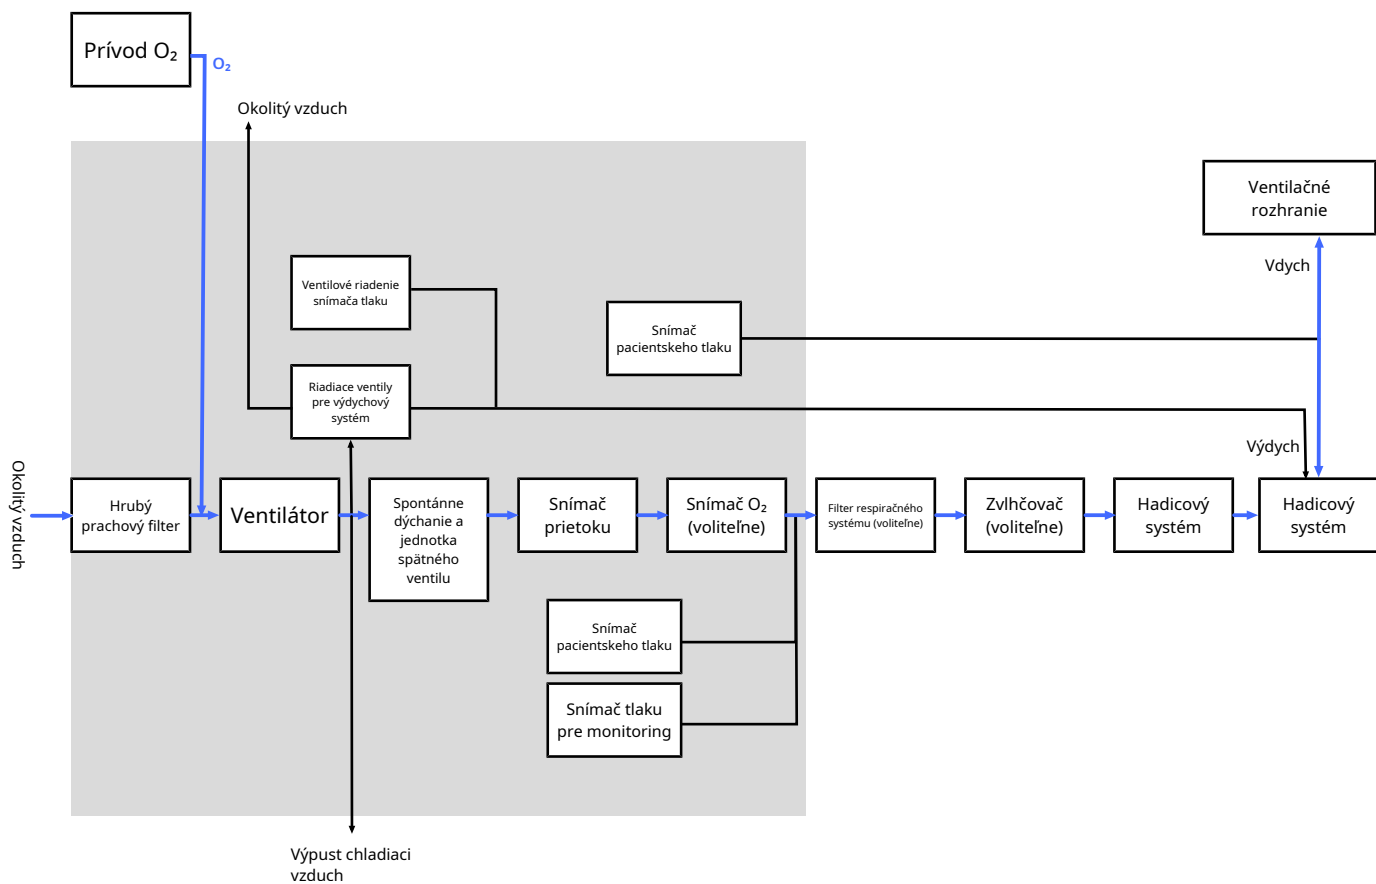 Prívod O₂
O₂
Okolitý vzduch
Ventilačné
rozhranie
Vdych
Ventilové riadenie
snímača tlaku
Snímač
pacientskeho tlaku
Riadiace ventily
pre výdychový
systém
Výdych
Okolitý vzduch
Hrubý
prachový filter
Ventilátor
Spontánne
dýchanie a
jednotka
spätného
ventilu
Snímač
prietoku
Snímač O₂
(voliteľne)
Filter respiračného
systému (voliteľne)
Zvlhčovač
(voliteľne)
Hadicový
systém
Hadicový
systém
Snímač
pacientskeho tlaku
Snímač tlaku
pre monitoring
Výpust chladiaci
vzduch